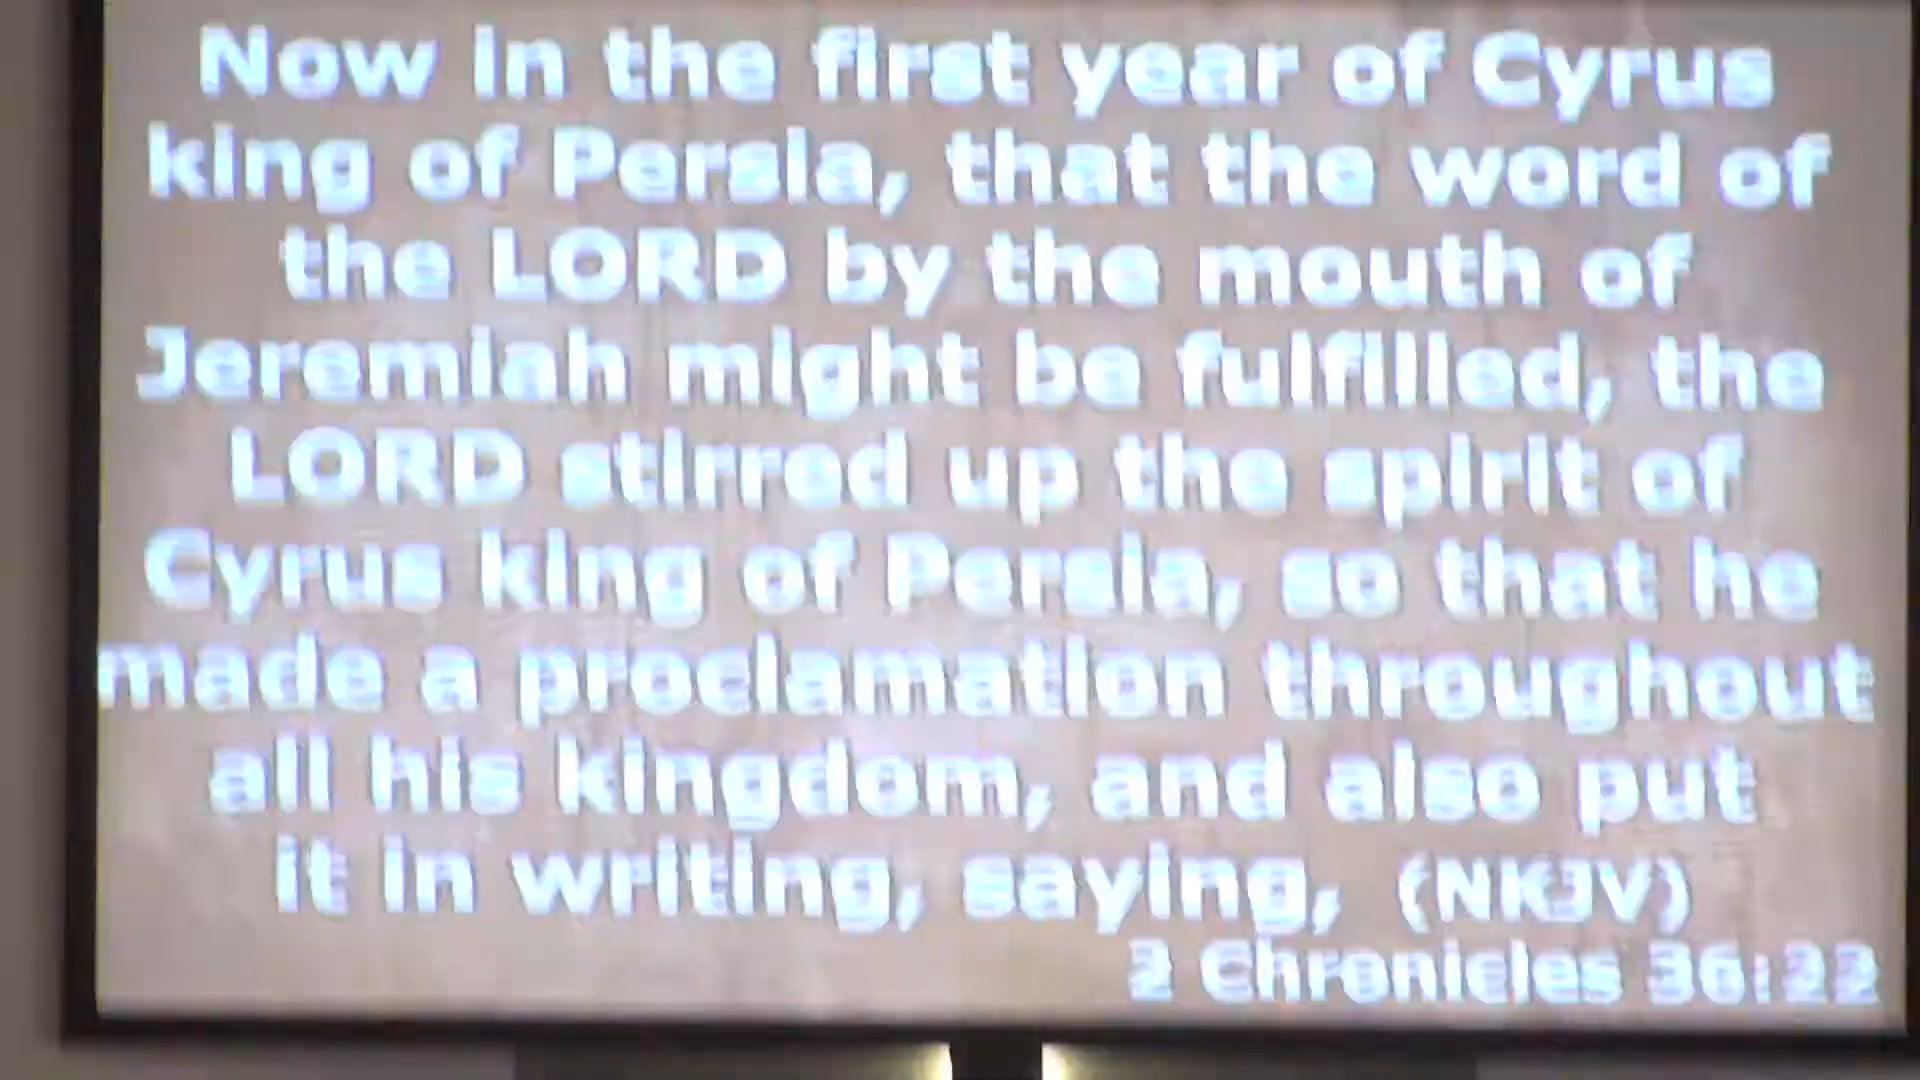 Now in the first year of Cyrus
king of Persia, that the word of
the LORD by the mouth of
Jeremiah might be fulfilled, the
LORD stirred up the spirit of
Cyrus king of Persia, so that he
made a proclamation throughout
all his kingdom, and also put
it in writing, saying, (NKJV)
2 Chronicles 36:22